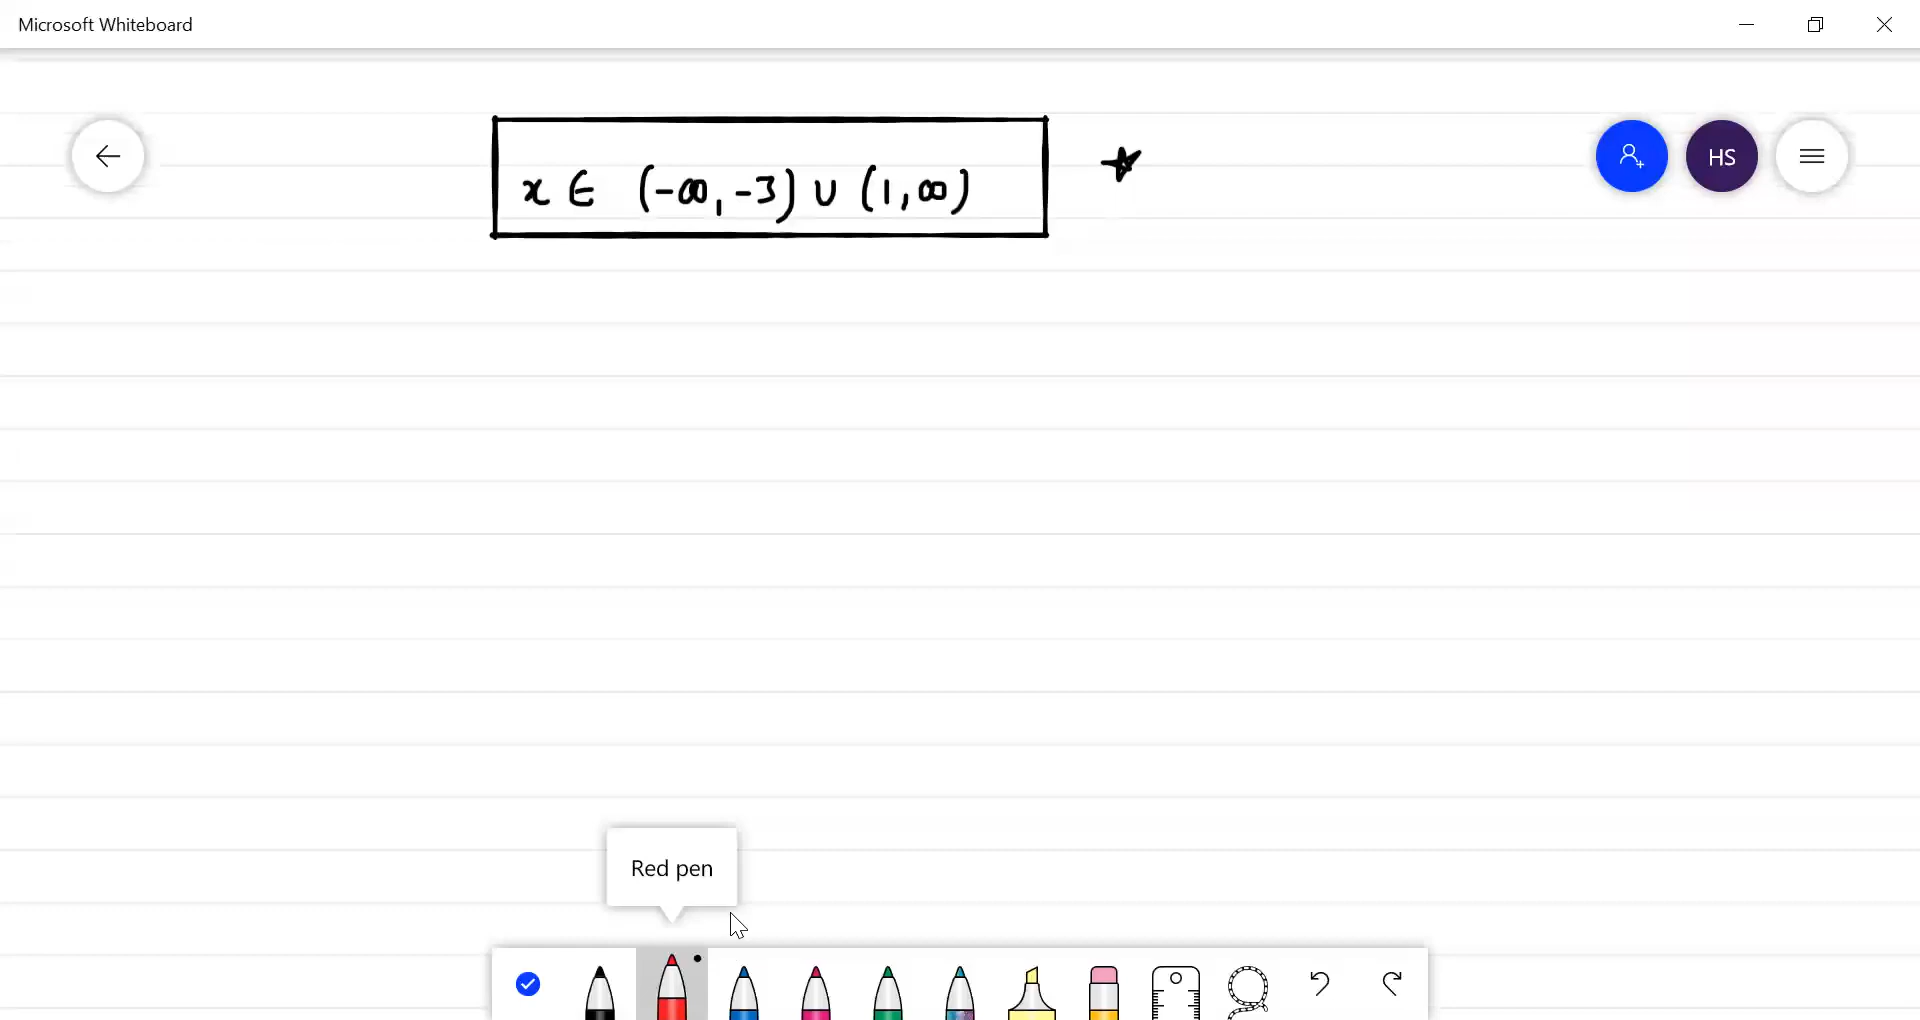 Microsoft Whiteboard
x ∈ (-∞, -3) ∪ (1, ∞)
HS
Red pen